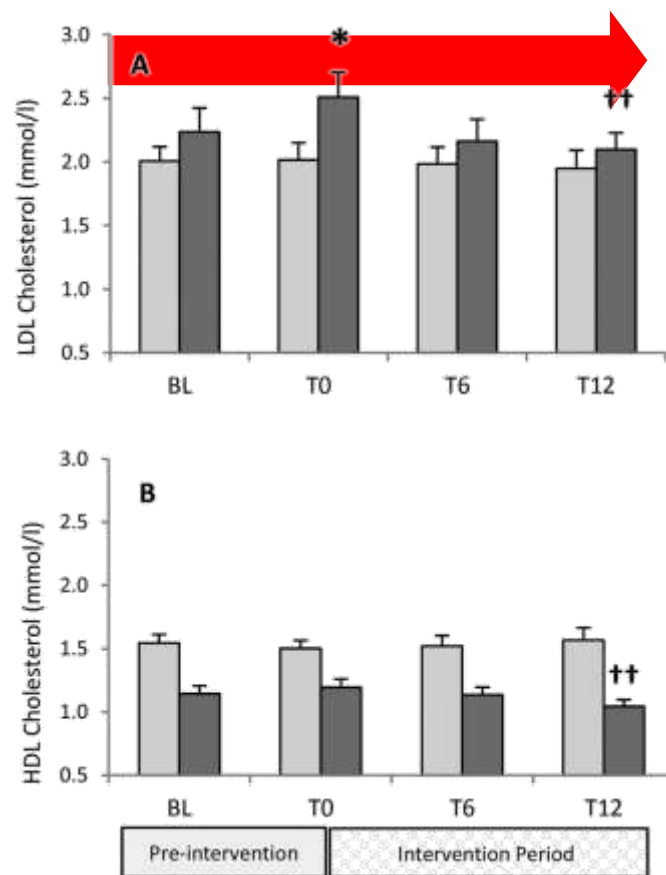 3.0
A
*
2.5
††
2.0
1.5
1.0
0.5
LDL Cholesterol (mmol/l)
BL T0 T6 T12
3.0
B
2.5
2.0
1.5
††
1.0
0.5
HDL Cholesterol (mmol/l)
BL T0 T6 T12
Pre-intervention Intervention Period